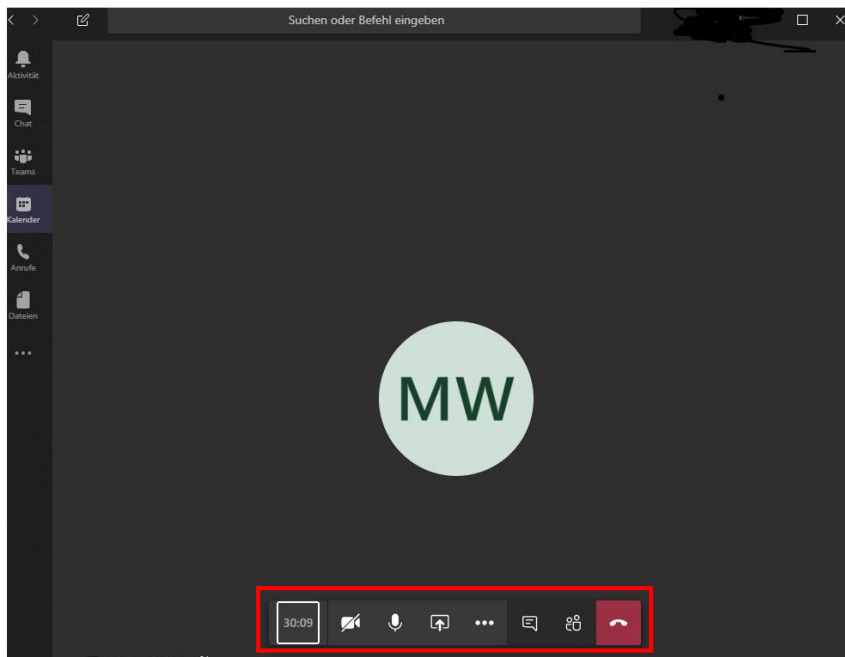 Suchen oder Befehl eingeben
Aktivität
Chat
Teams
Kalender
Anrufe
Dateien
MW
30:09